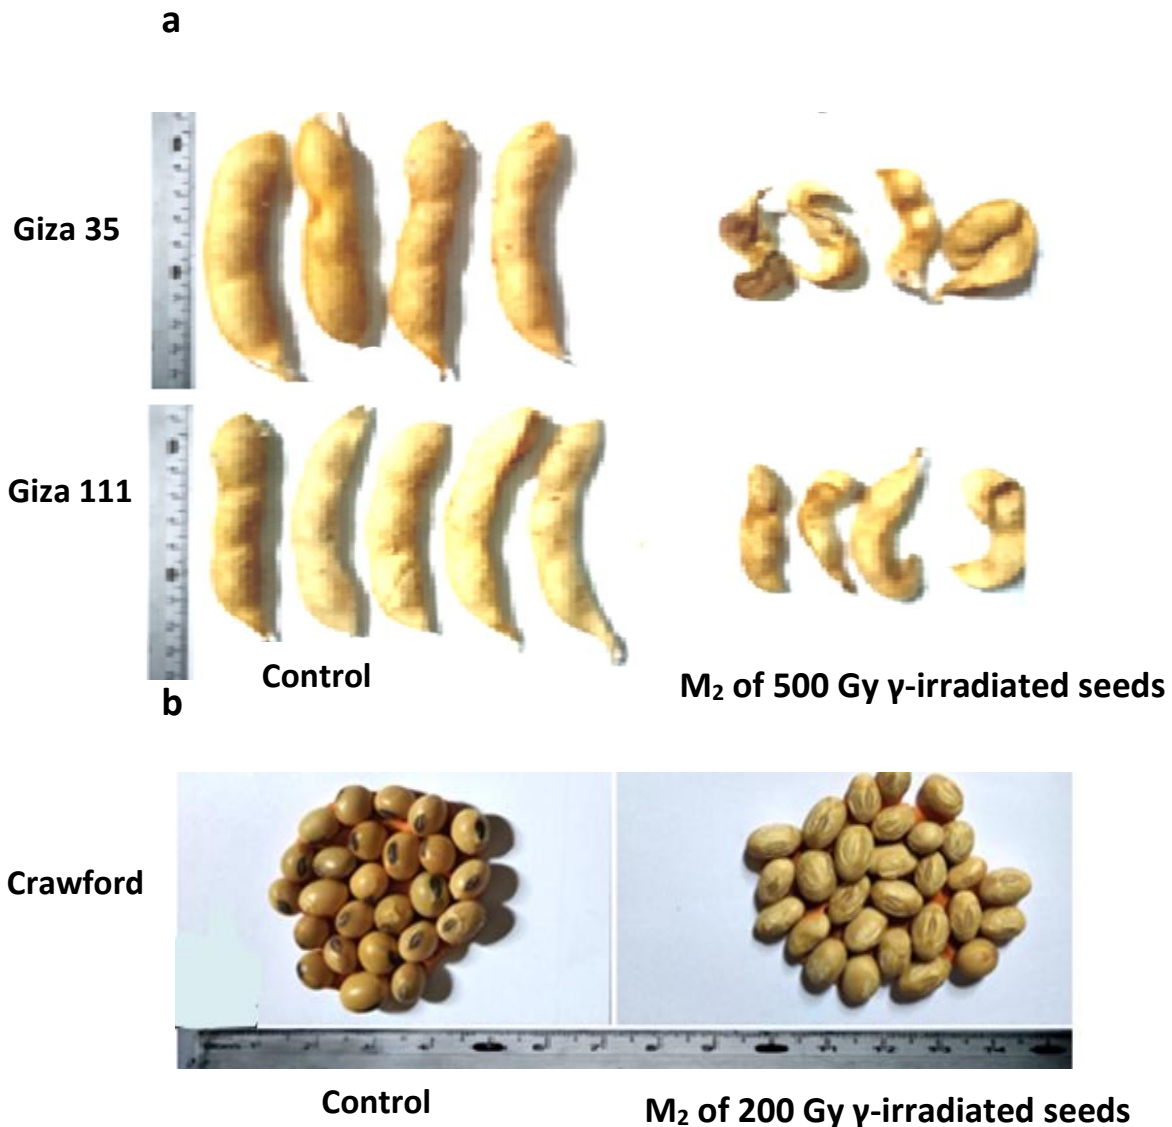 a
Giza 35
Giza 111
Control
M₂ of 500 Gy γ-irradiated seeds
b
Crawford
Control
M₂ of 200 Gy γ-irradiated seeds